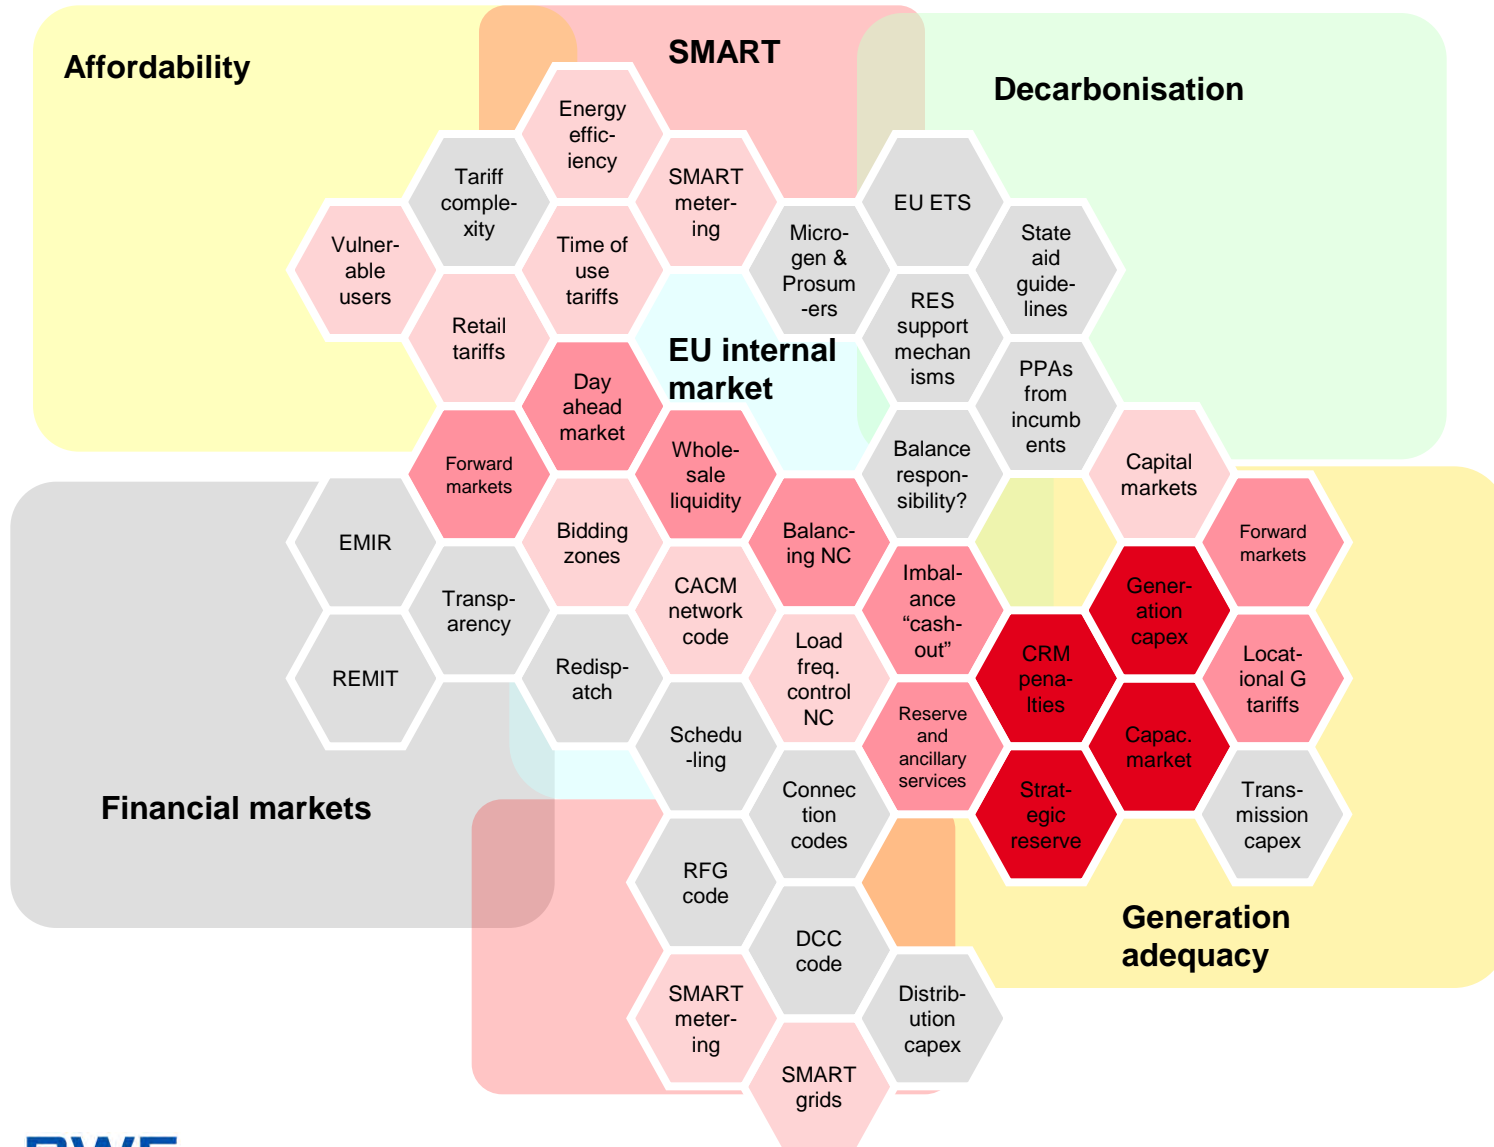 Affordability
SMART
Decarbonisation
Energy
effic-
iency
Tariff
comple-
xity
SMART
meter-
ing
EU ETS
Vulner-
able
users
Time of
use
tariffs
Micro-
gen &
Prosum
-ers
State
aid
guide-
lines
Retail
tariffs
RES
support
mechan
isms
EU internal
market
Day
ahead
market
PPAs
from
incumb
ents
Forward
markets
Whole-
sale
liquidity
Balance
respon-
sibility?
Capital
markets
EMIR
Bidding
zones
Balanc-
ing NC
Forward
markets
Transp-
arency
CACM
network
code
Imbal-
ance
“cash-
out”
Gener-
ation
capex
REMIT
Redisp-
atch
Load
freq.
control
NC
CRM
pena-
lties
Locat-
ional G
tariffs
Schedu
-ling
Reserve
and
ancillary
services
Capac.
market
Financial markets
Connec
tion
codes
Strat-
egic
reserve
Trans-
mission
capex
RFG
code
Generation
adequacy
DCC
code
SMART
meter-
ing
Distrib-
ution
capex
SMART
grids
RWE